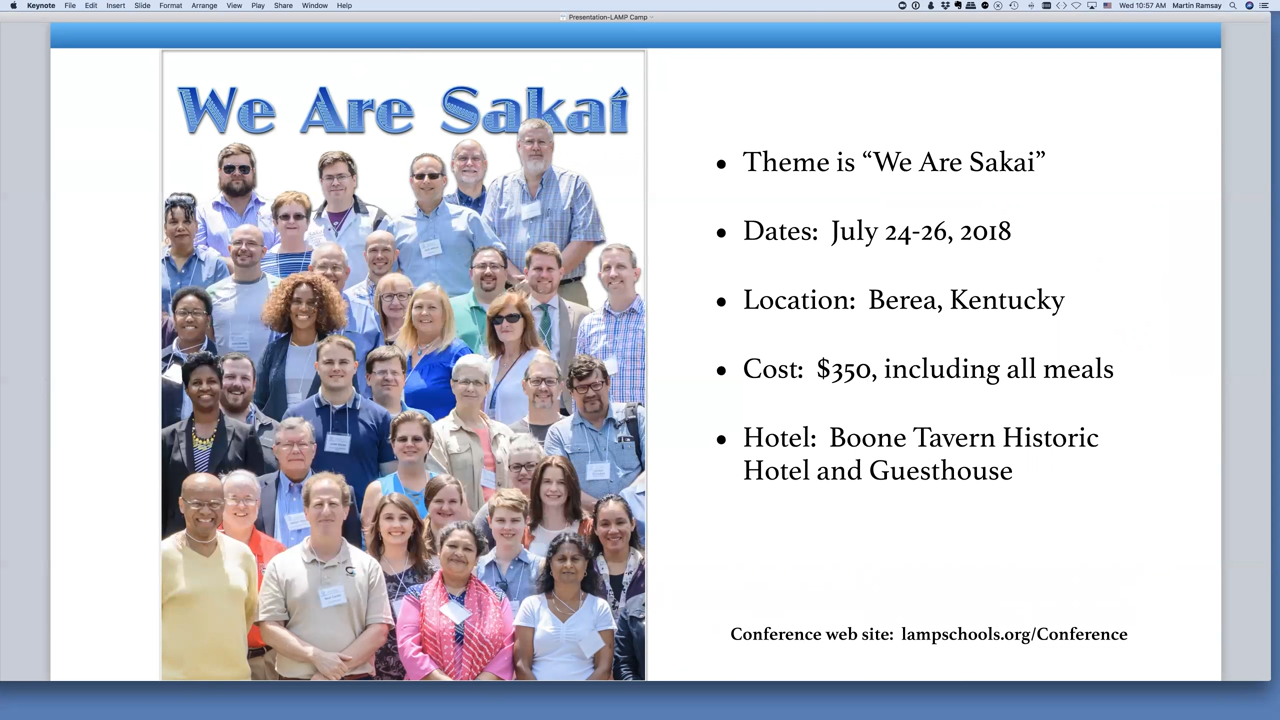 Keynote File Edit Insert Slide Format Arrange View Play Share Window Help Wed 10:57 AM Martin Ramsay
Presentation-LAMP Camp
We Are Sakai
• Theme is “We Are Sakai”
• Dates: July 24-26, 2018
• Location: Berea, Kentucky
• Cost: $350, including all meals
• Hotel: Boone Tavern Historic
Hotel and Guesthouse
Conference web site: lampschools.org/Conference